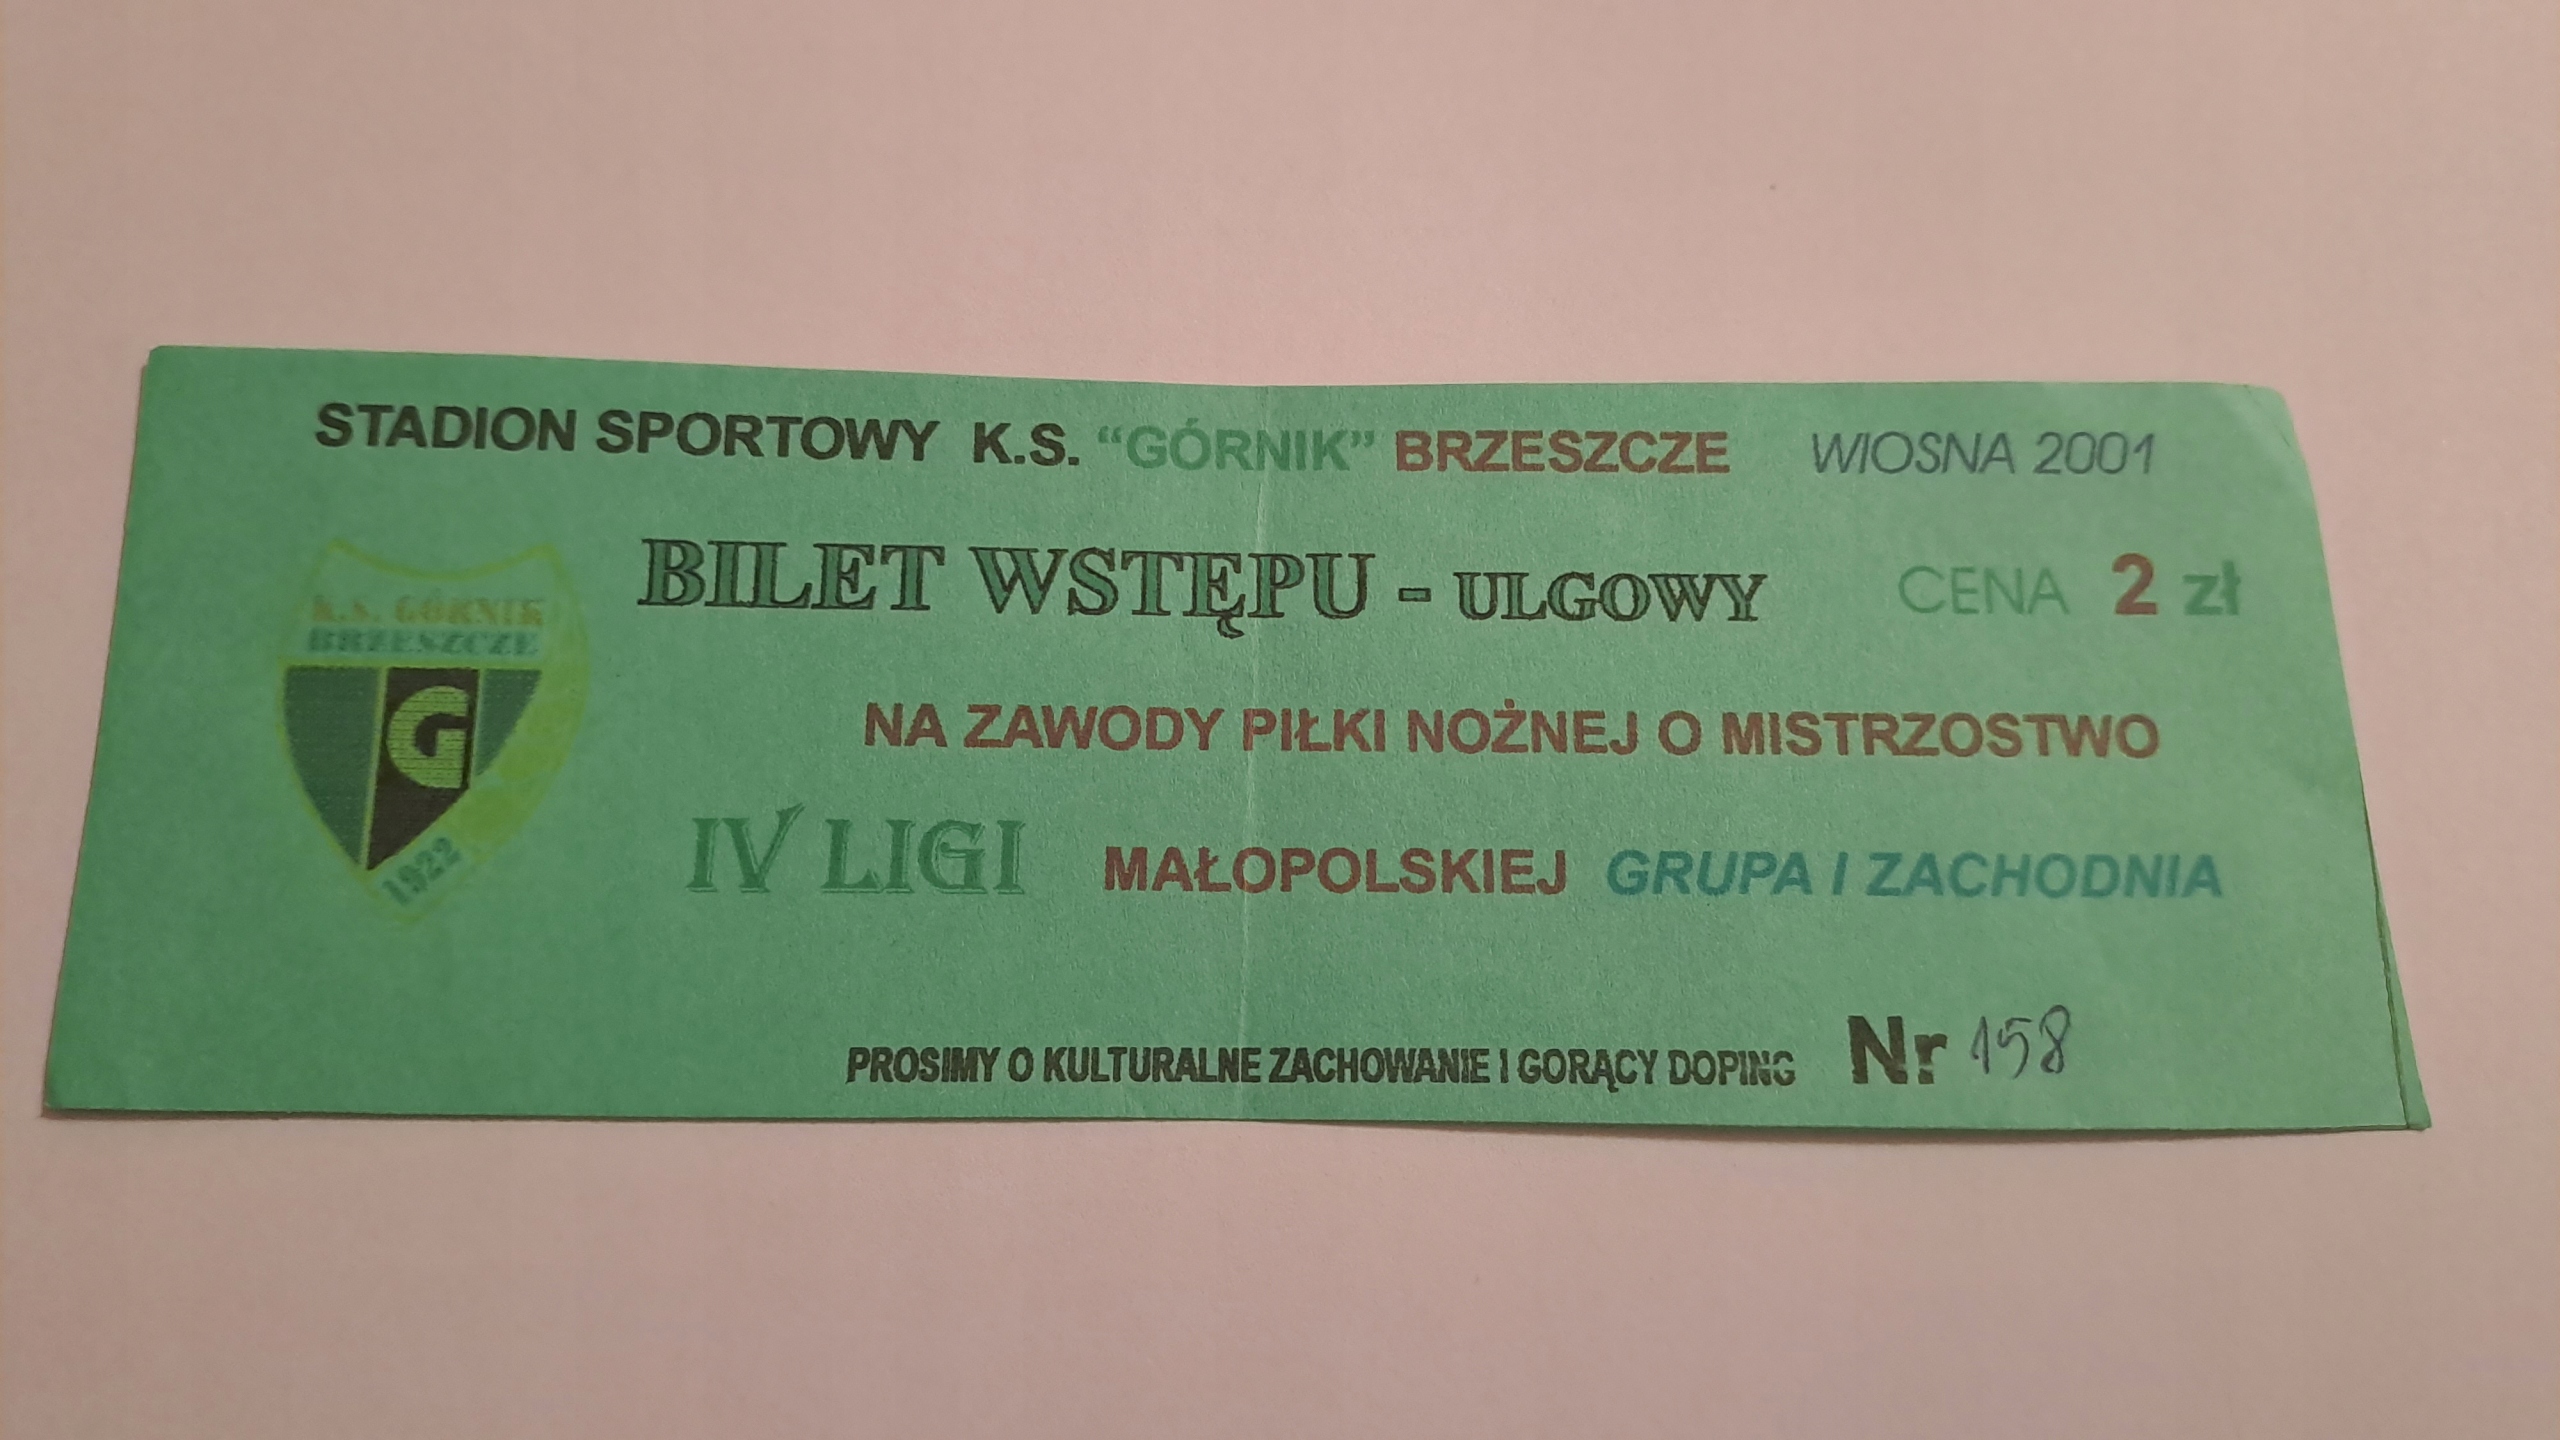 STADION SPORTOWY K.S. “GÓRNIK” BRZESZCZE WIOSNA 2001
BILET WSTĘPU - ULGOWY CENA 2 zł
K.S. GÓRNIK
BRZESZCZE
G
1922
NA ZAWODY PIŁKI NOŻNEJ O MISTRZOSTWO
IV LIGI MAŁOPOLSKIEJ GRUPA I ZACHODNIA
PROSIMY O KULTURALNE ZACHOWANIE I GORĄCY DOPING Nr 158